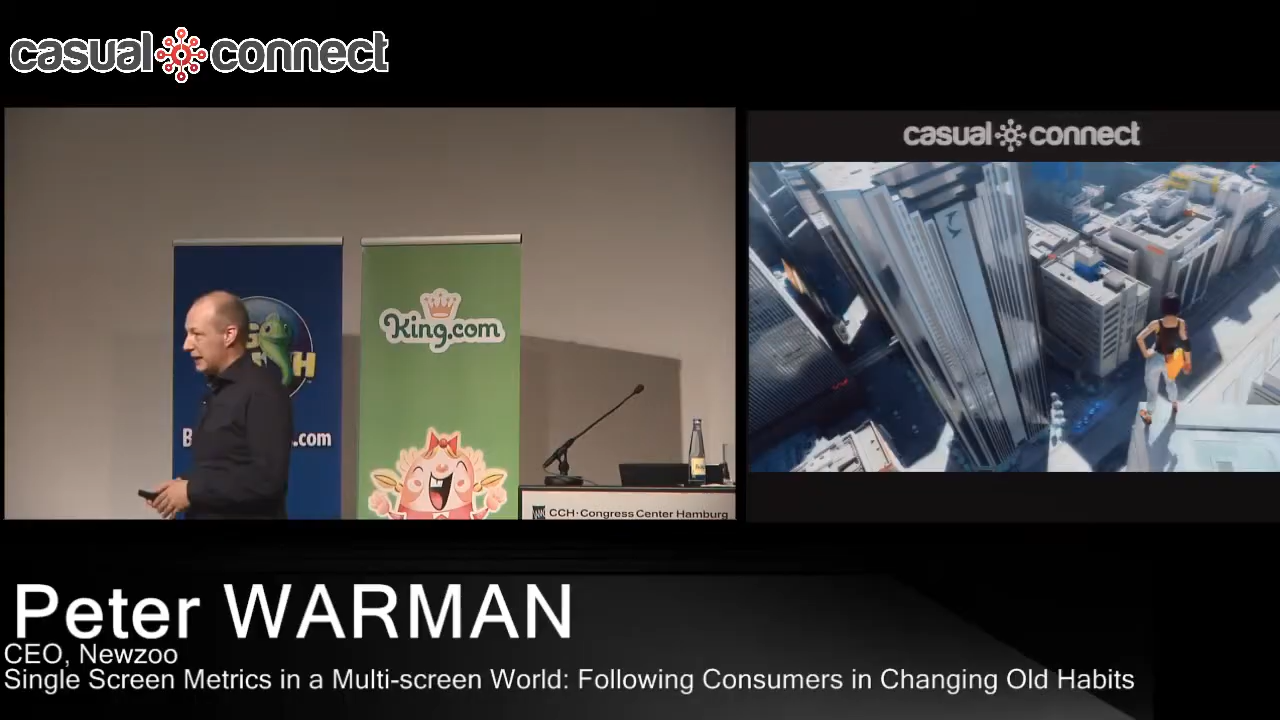 casual connect
casual connect
King.com
.com
CCH·Congress Center Hamburg
Peter WARMAN
CEO, Newzoo
Single Screen Metrics in a Multi-screen World: Following Consumers in Changing Old Habits